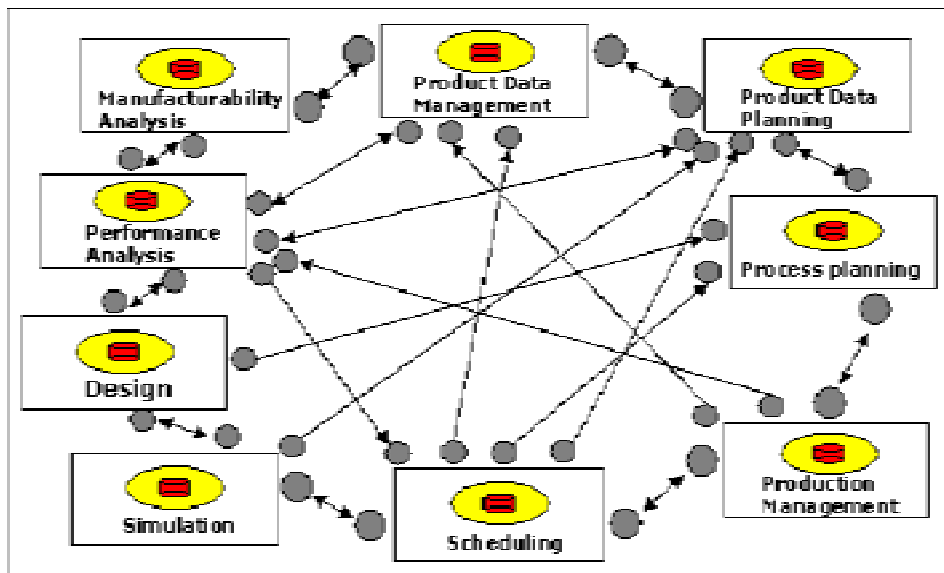 Manufacturability
Analysis
Product Data
Management
Product Data
Planning
Performance
Analysis
Process planning
Design
Simulation
Scheduling
Production
Management